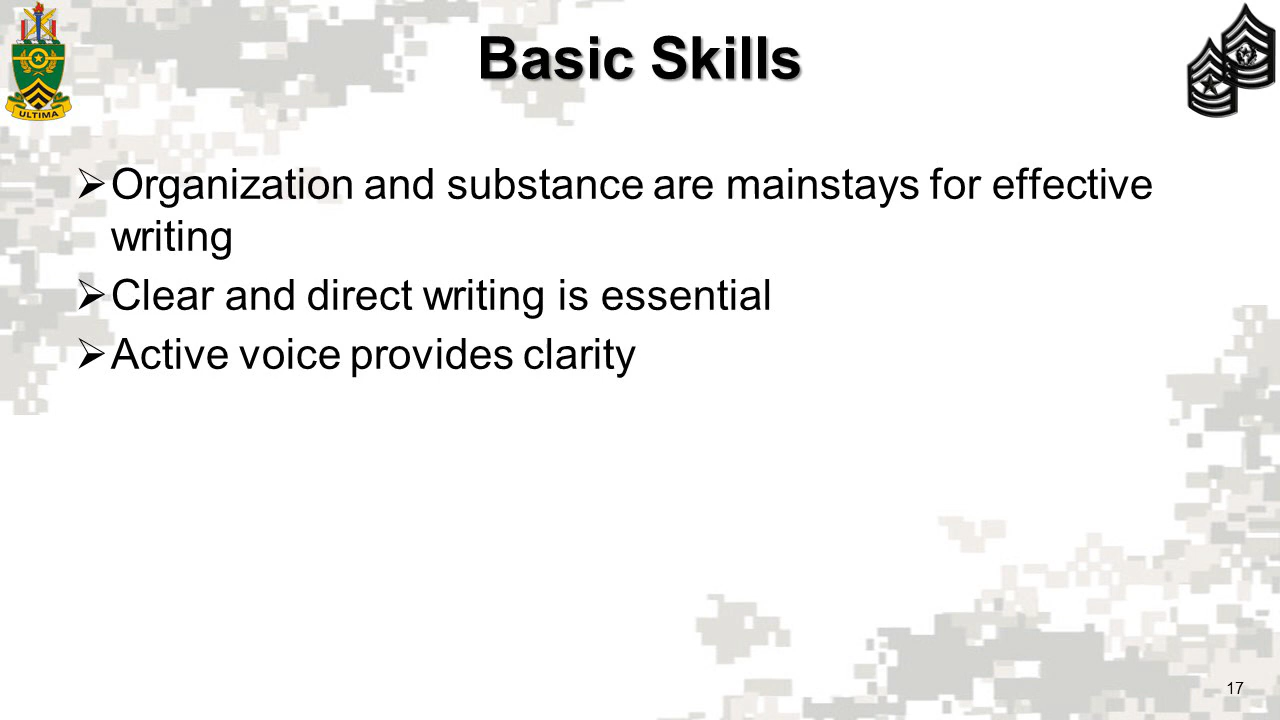 Basic Skills
ULTIMA
➢Organization and substance are mainstays for effective
writing
➢Clear and direct writing is essential
➢Active voice provides clarity
17